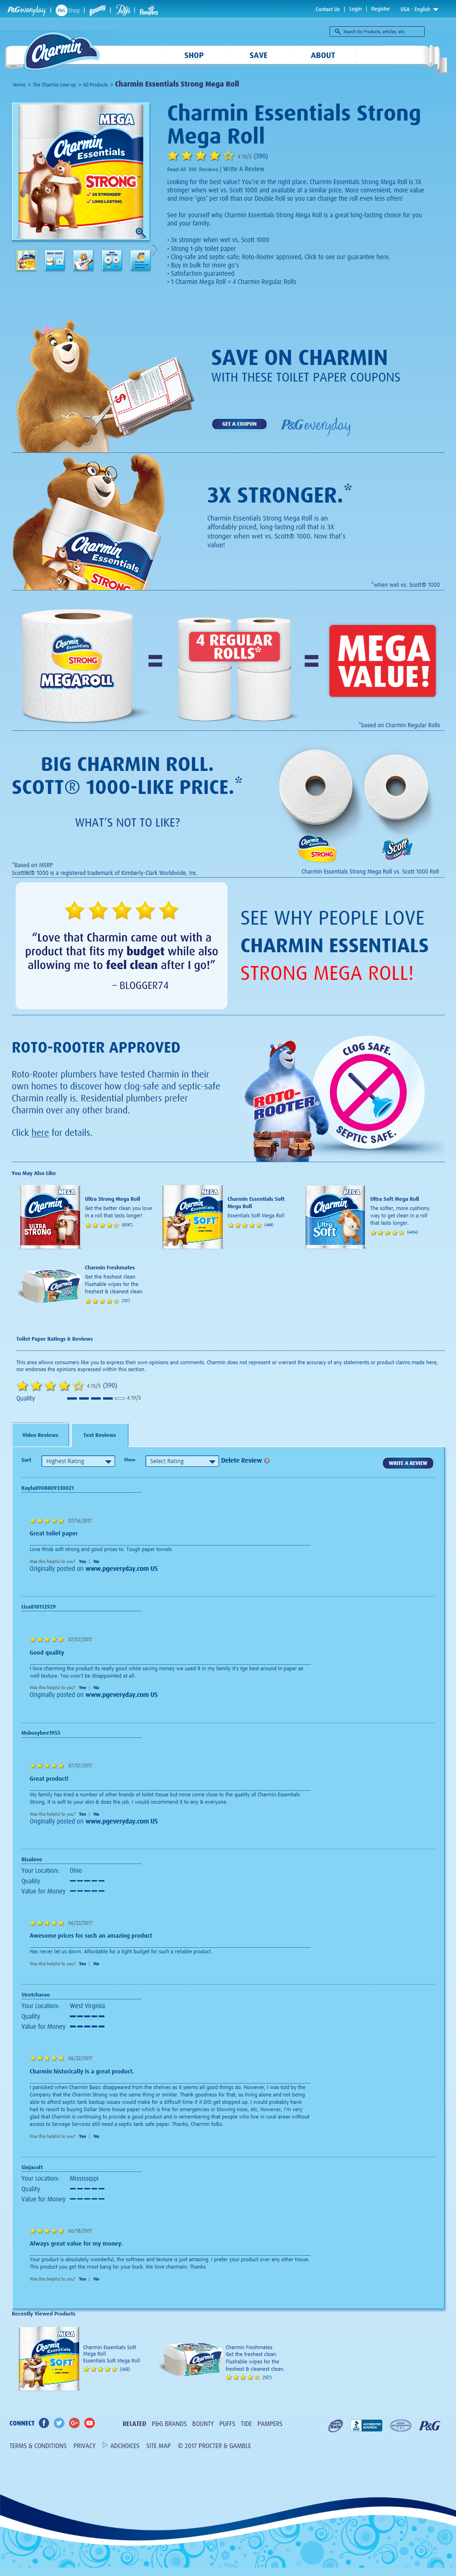 P&G everyday | P&G Shop | Bounty | Puffs | Pampers
Contact Us | Login | Register USA - English
Search for Products, articles, etc.
Charmin
SHOP SAVE ABOUT
Home > The Charmin Line-up > All Products > Charmin Essentials Strong Mega Roll
MEGA
Charmin
Essentials
STRONG
3X STRONGER*
LONG LASTING
Charmin Essentials Strong
Mega Roll
4.15/5 (390)
Read All 390 Reviews | Write A Review
Looking for the best value? You're in the right place. Charmin Essentials Strong Mega Roll is 3X
stronger when wet vs. Scott 1000 and available at a similar price. More convenient, more value
and more 'gos' per roll than our Double Roll so you can change the roll even less often!
See for yourself why Charmin Essentials Strong Mega Roll is a great long-lasting choice for you
and your family.
• 3x stronger when wet vs. Scott 1000
• Strong 1-ply toilet paper
• Clog-safe and septic-safe; Roto-Rooter approved, Click to see our guarantee here.
• Buy in bulk for more go's
• Satisfaction guaranteed
• 1 Charmin Mega Roll = 4 Charmin Regular Rolls
SAVE ON CHARMIN
WITH THESE TOILET PAPER COUPONS
GET A COUPON P&G everyday
Charmin
Essentials
STRONG
3X STRONGER.*
Charmin Essentials Strong Mega Roll is an
affordably priced, long-lasting roll that is 3X
stronger when wet vs. Scott® 1000. Now that's
value!
*when wet vs. Scott® 1000
Charmin
Essentials
STRONG
MEGAROLL
=
4 REGULAR
ROLLS*
=
MEGA
VALUE!
*based on Charmin Regular Rolls
BIG CHARMIN ROLL.
SCOTT® 1000-LIKE PRICE.*
WHAT'S NOT TO LIKE?
Charmin
STRONG
Scott
*Based on MSRP
Scott® 1000 is a registered trademark of Kimberly-Clark Worldwide, Inc.
Charmin Essentials Strong Mega Roll vs. Scott 1000 Roll
"Love that Charmin came out with a
product that fits my budget while also
allowing me to feel clean after I go!"
– BLOGGER74
SEE WHY PEOPLE LOVE
CHARMIN ESSENTIALS
STRONG MEGA ROLL!
ROTO-ROOTER APPROVED
Roto-Rooter plumbers have tested Charmin in their
own homes to discover how clog-safe and septic-safe
Charmin really is. Residential plumbers prefer
Charmin over any other brand.
Click here for details.
ROTO-
ROOTER
CLOG SAFE.
SEPTIC SAFE.
You May Also Like
MEGA
Charmin
ULTRA
STRONG
Ultra Strong Mega Roll
Get the better clean you love
in a roll that lasts longer!
MEGA
Charmin
Essentials
SOFT
Charmin Essentials Soft
Mega Roll
Essentials Soft Mega Roll
(368)
MEGA
Charmin
Ultra
Soft
Ultra Soft Mega Roll
The softer, more cushiony
way to get clean in a roll
that lasts longer.
(4454)
Charmin Freshmates
Get the freshest clean.
Flushable wipes for the
freshest & cleanest clean.
(187)
Toilet Paper Ratings & Reviews
This area allows consumers like you to express their own opinions and comments. Charmin does not represent or warrant the accuracy of any statements or product claims made here,
nor endorses the opinions expressed within this section.
4.15/5 (390)
Quality 4.19/5
Video Reviews Text Reviews
Sort Highest Rating Show Select Rating Delete Review ? WRITE A REVIEW
Kayla8908809330021
07/16/2017
Great toilet paper
Love thisik soft strong and good prices to. Tough paper towels
Was this helpful to you? Yes | No
Originally posted on www.pgeveryday.com US
Lisa810112929
07/07/2017
Good quality
I love charming the product its really good while saving money we used it in my family it's tge best around in paper as
well texture. You won't be disappointed at all.
Was this helpful to you? Yes | No
Originally posted on www.pgeveryday.com US
Msbusybee1953
07/07/2017
Great product!
My family has tried a number of other brands of toilet tissue but none come close to the quality of Charmin Essentials
Strong. It is soft to your skin & does the job. I would recommend it to any & everyone.
Was this helpful to you? Yes | No
Originally posted on www.pgeveryday.com US
Risalove
Your Location: Ohio
Quality
Value for Money
06/22/2017
Awesome prices for such an amazing product
Has never let us down. Affordable for a tight budget for such a reliable product.
Was this helpful to you? Yes | No
Stretcharoo
Your Location: West Virginia
Quality
Value for Money
06/22/2017
Charmin historically is a great product.
I panicked when Charmin Basic disappeared from the shelves as it seems all good things do. However, I was told by the
Company that the Charmin Strong was the same thing or similar. Thank goodness for that, as living alone and not being
able to afford septic tank backup issues would make for a difficult time if it DID get stopped up. I would probably have
had to resort to buying Dollar Store tissue paper which is fine for emergencies or blowing nose, etc. However, I'm very
glad that Charmin is continuing to provide a good product and is remembering that people who live in rural areas without
access to Sewage Services still need a septic tank safe paper. Thanks, Charmin folks.
Was this helpful to you? Yes | No
Sinjacof1
Your Location: Mississippi
Quality
Value for Money
06/18/2017
Always great value for my money.
Your product is absolutely wonderful, the softness and texture is just amazing. I prefer your product over any other tissue.
This product you get the most bang for your buck. We love charmain. Thanks
Was this helpful to you? Yes | No
Recently Viewed Products
MEGA
Charmin
Essentials
SOFT
Charmin Essentials Soft
Mega Roll
Essentials Soft Mega Roll
(368)
Charmin Freshmates
Get the freshest clean.
Flushable wipes for the
freshest & cleanest clean.
(187)
CONNECT RELATED P&G BRANDS BOUNTY PUFFS TIDE PAMPERS
ACCREDITED
BUSINESS
P&G
TERMS & CONDITIONS PRIVACY ADCHOICES SITE MAP © 2017 PROCTER & GAMBLE